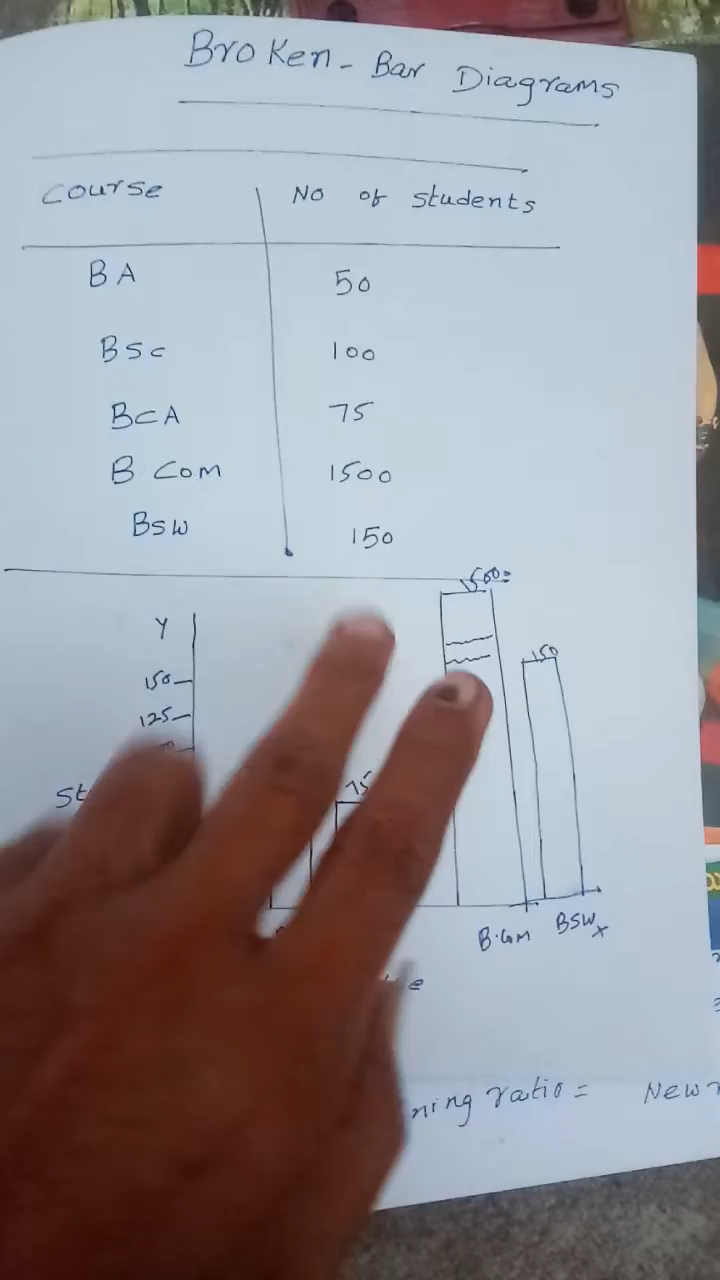 Broken-Bar Diagrams
Course No of students
BA 50
BSc 100
BCA 75
B Com 1500
BSW 150
Y
1500
150
150
125
75
B.Com BSW x
ning ratio = New